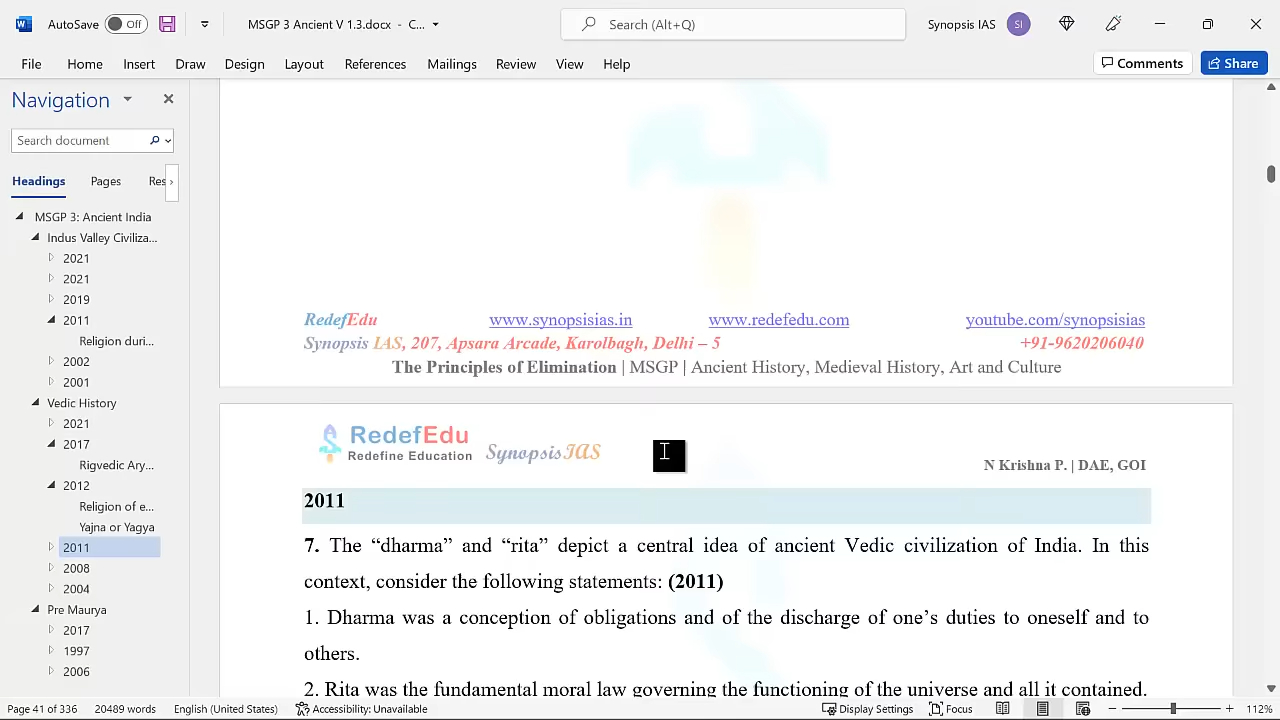 AutoSave Off MSGP 3 Ancient V 1.3.docx - C... Search (Alt+Q) Synopsis IAS SI
File Home Insert Draw Design Layout References Mailings Review View Help Comments Share
Navigation
Search document
Headings Pages Res
MSGP 3: Ancient India
Indus Valley Civiliza...
2021
2021
2019
2011
Religion duri...
2002
2001
Vedic History
2021
2017
Rigvedic Ary...
2012
Religion of e...
Yajna or Yagya
2011
2008
2004
Pre Maurya
2017
1997
2006
RedefEdu www.synopsisias.in www.redefedu.com youtube.com/synopsisias
Synopsis IAS, 207, Apsara Arcade, Karolbagh, Delhi – 5 +91-9620206040
The Principles of Elimination | MSGP | Ancient History, Medieval History, Art and Culture
RedefEdu
Redefine Education
SynopsisIAS
N Krishna P. | DAE, GOI
2011
7. The “dharma” and “rita” depict a central idea of ancient Vedic civilization of India. In this
context, consider the following statements: (2011)
1. Dharma was a conception of obligations and of the discharge of one’s duties to oneself and to
others.
2. Rita was the fundamental moral law governing the functioning of the universe and all it contained.
Page 41 of 336 20489 words English (United States) Accessibility: Unavailable Display Settings Focus 112%